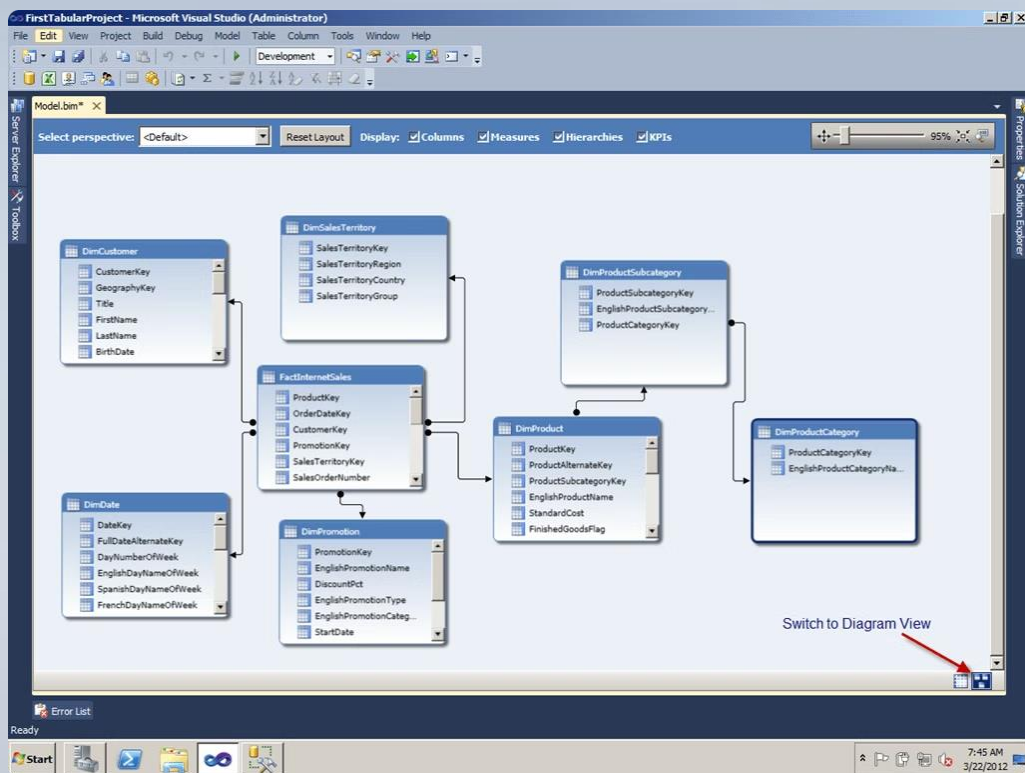 FirstTabularProject - Microsoft Visual Studio (Administrator)
File Edit View Project Build Debug Model Table Column Tools Window Help
Development
Model.bim*
Server Explorer
Toolbox
Properties
Solution Explorer
Select perspective: <Default> Reset Layout Display: Columns Measures Hierarchies KPIs 95%
DimCustomer
CustomerKey
GeographyKey
Title
FirstName
LastName
BirthDate
DimSalesTerritory
SalesTerritoryKey
SalesTerritoryRegion
SalesTerritoryCountry
SalesTerritoryGroup
DimProductSubcategory
ProductSubcategoryKey
EnglishProductSubcategory...
ProductCategoryKey
FactInternetSales
ProductKey
OrderDateKey
CustomerKey
PromotionKey
SalesTerritoryKey
SalesOrderNumber
DimProduct
ProductKey
ProductAlternateKey
ProductSubcategoryKey
EnglishProductName
StandardCost
FinishedGoodsFlag
DimProductCategory
ProductCategoryKey
EnglishProductCategoryNa...
DimDate
DateKey
FullDateAlternateKey
DayNumberOfWeek
EnglishDayNameOfWeek
SpanishDayNameOfWeek
FrenchDayNameOfWeek
DimPromotion
PromotionKey
EnglishPromotionName
DiscountPct
EnglishPromotionType
EnglishPromotionCateg...
StartDate
Switch to Diagram View
Error List
Ready
Start
7:45 AM
3/22/2012